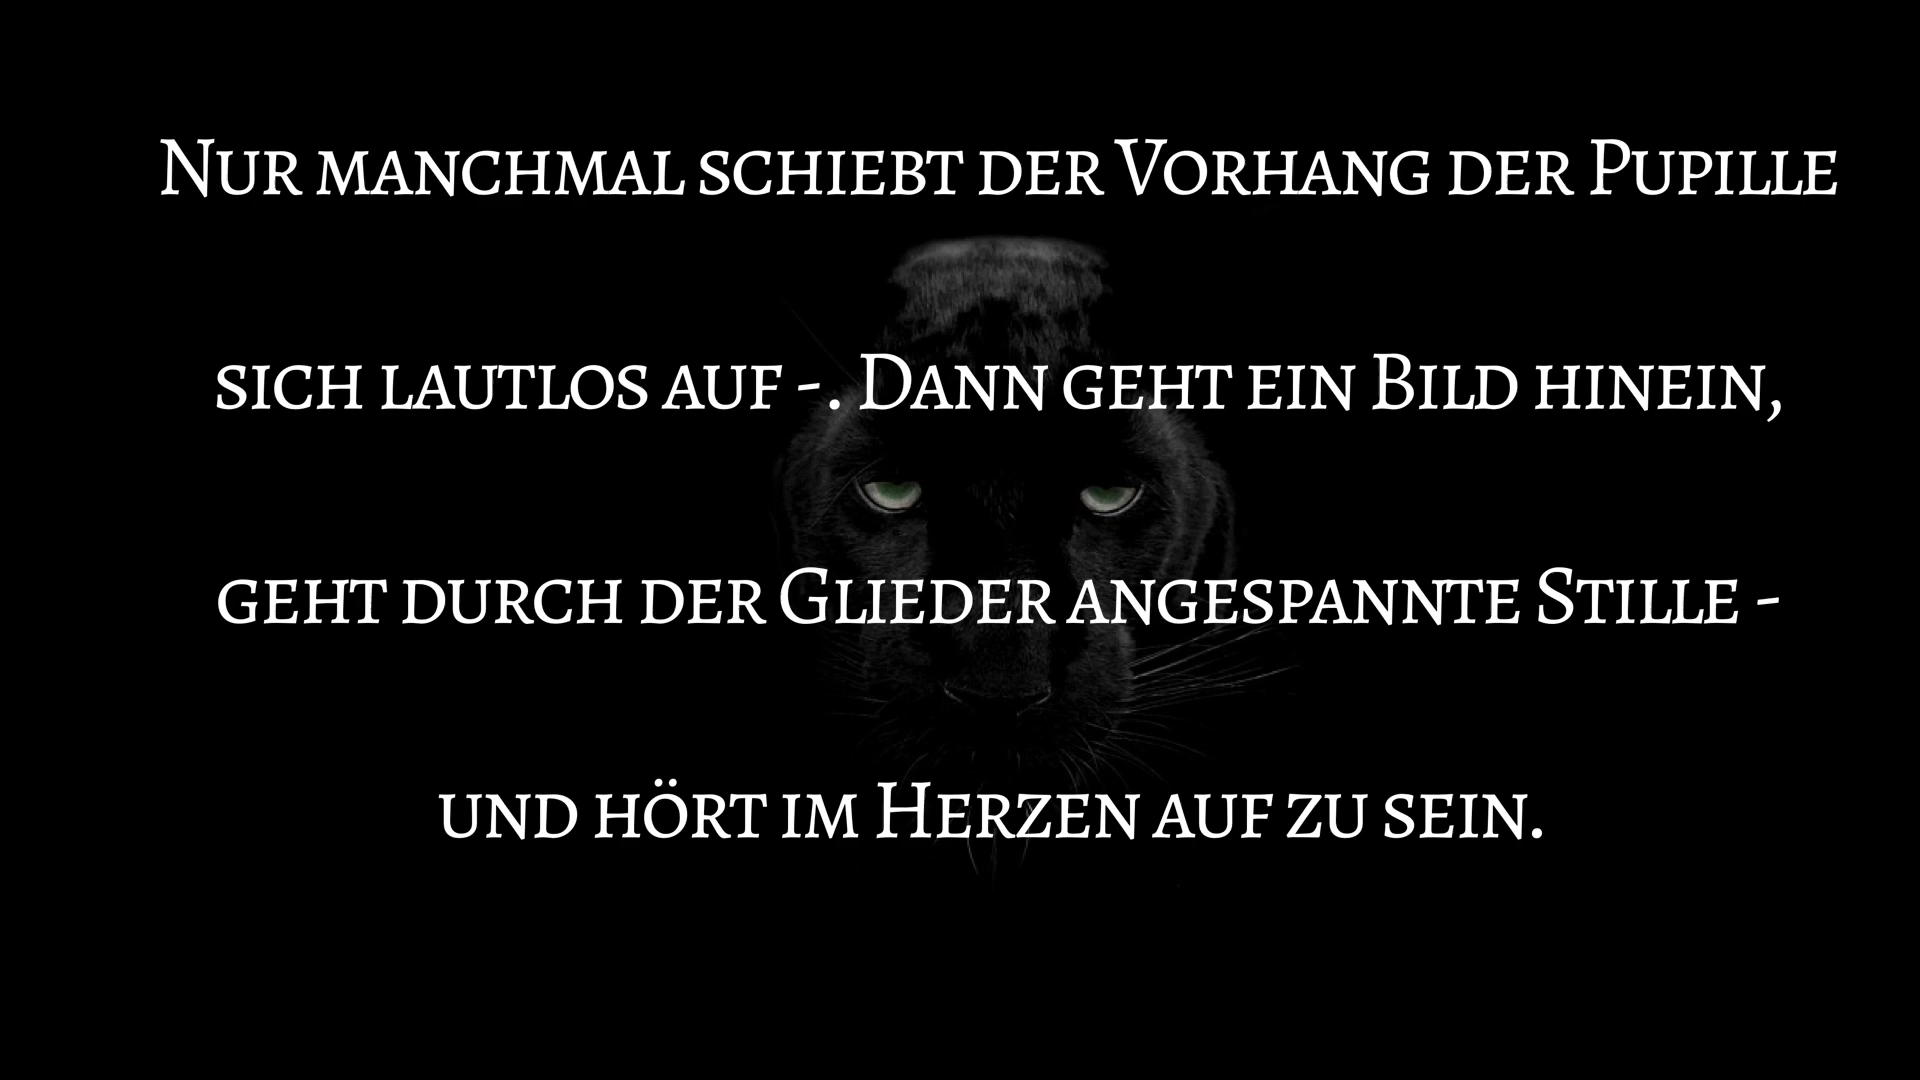 Nur manchmal schiebt der Vorhang der Pupille
sich lautlos auf -. Dann geht ein Bild hinein,
geht durch der Glieder angespannte Stille -
und hört im Herzen auf zu sein.